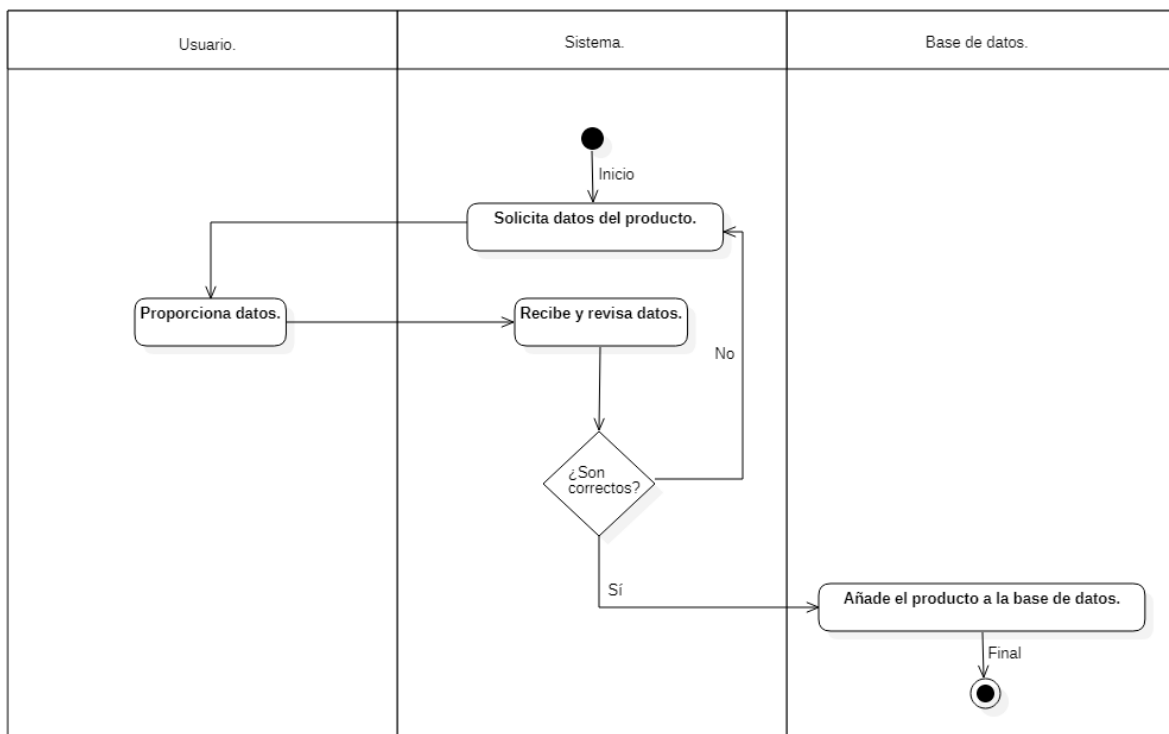 Usuario.
Sistema.
Base de datos.
Inicio
Solicita datos del producto.
Proporciona datos.
Recibe y revisa datos.
No
¿Son
correctos?
Sí
Añade el producto a la base de datos.
Final